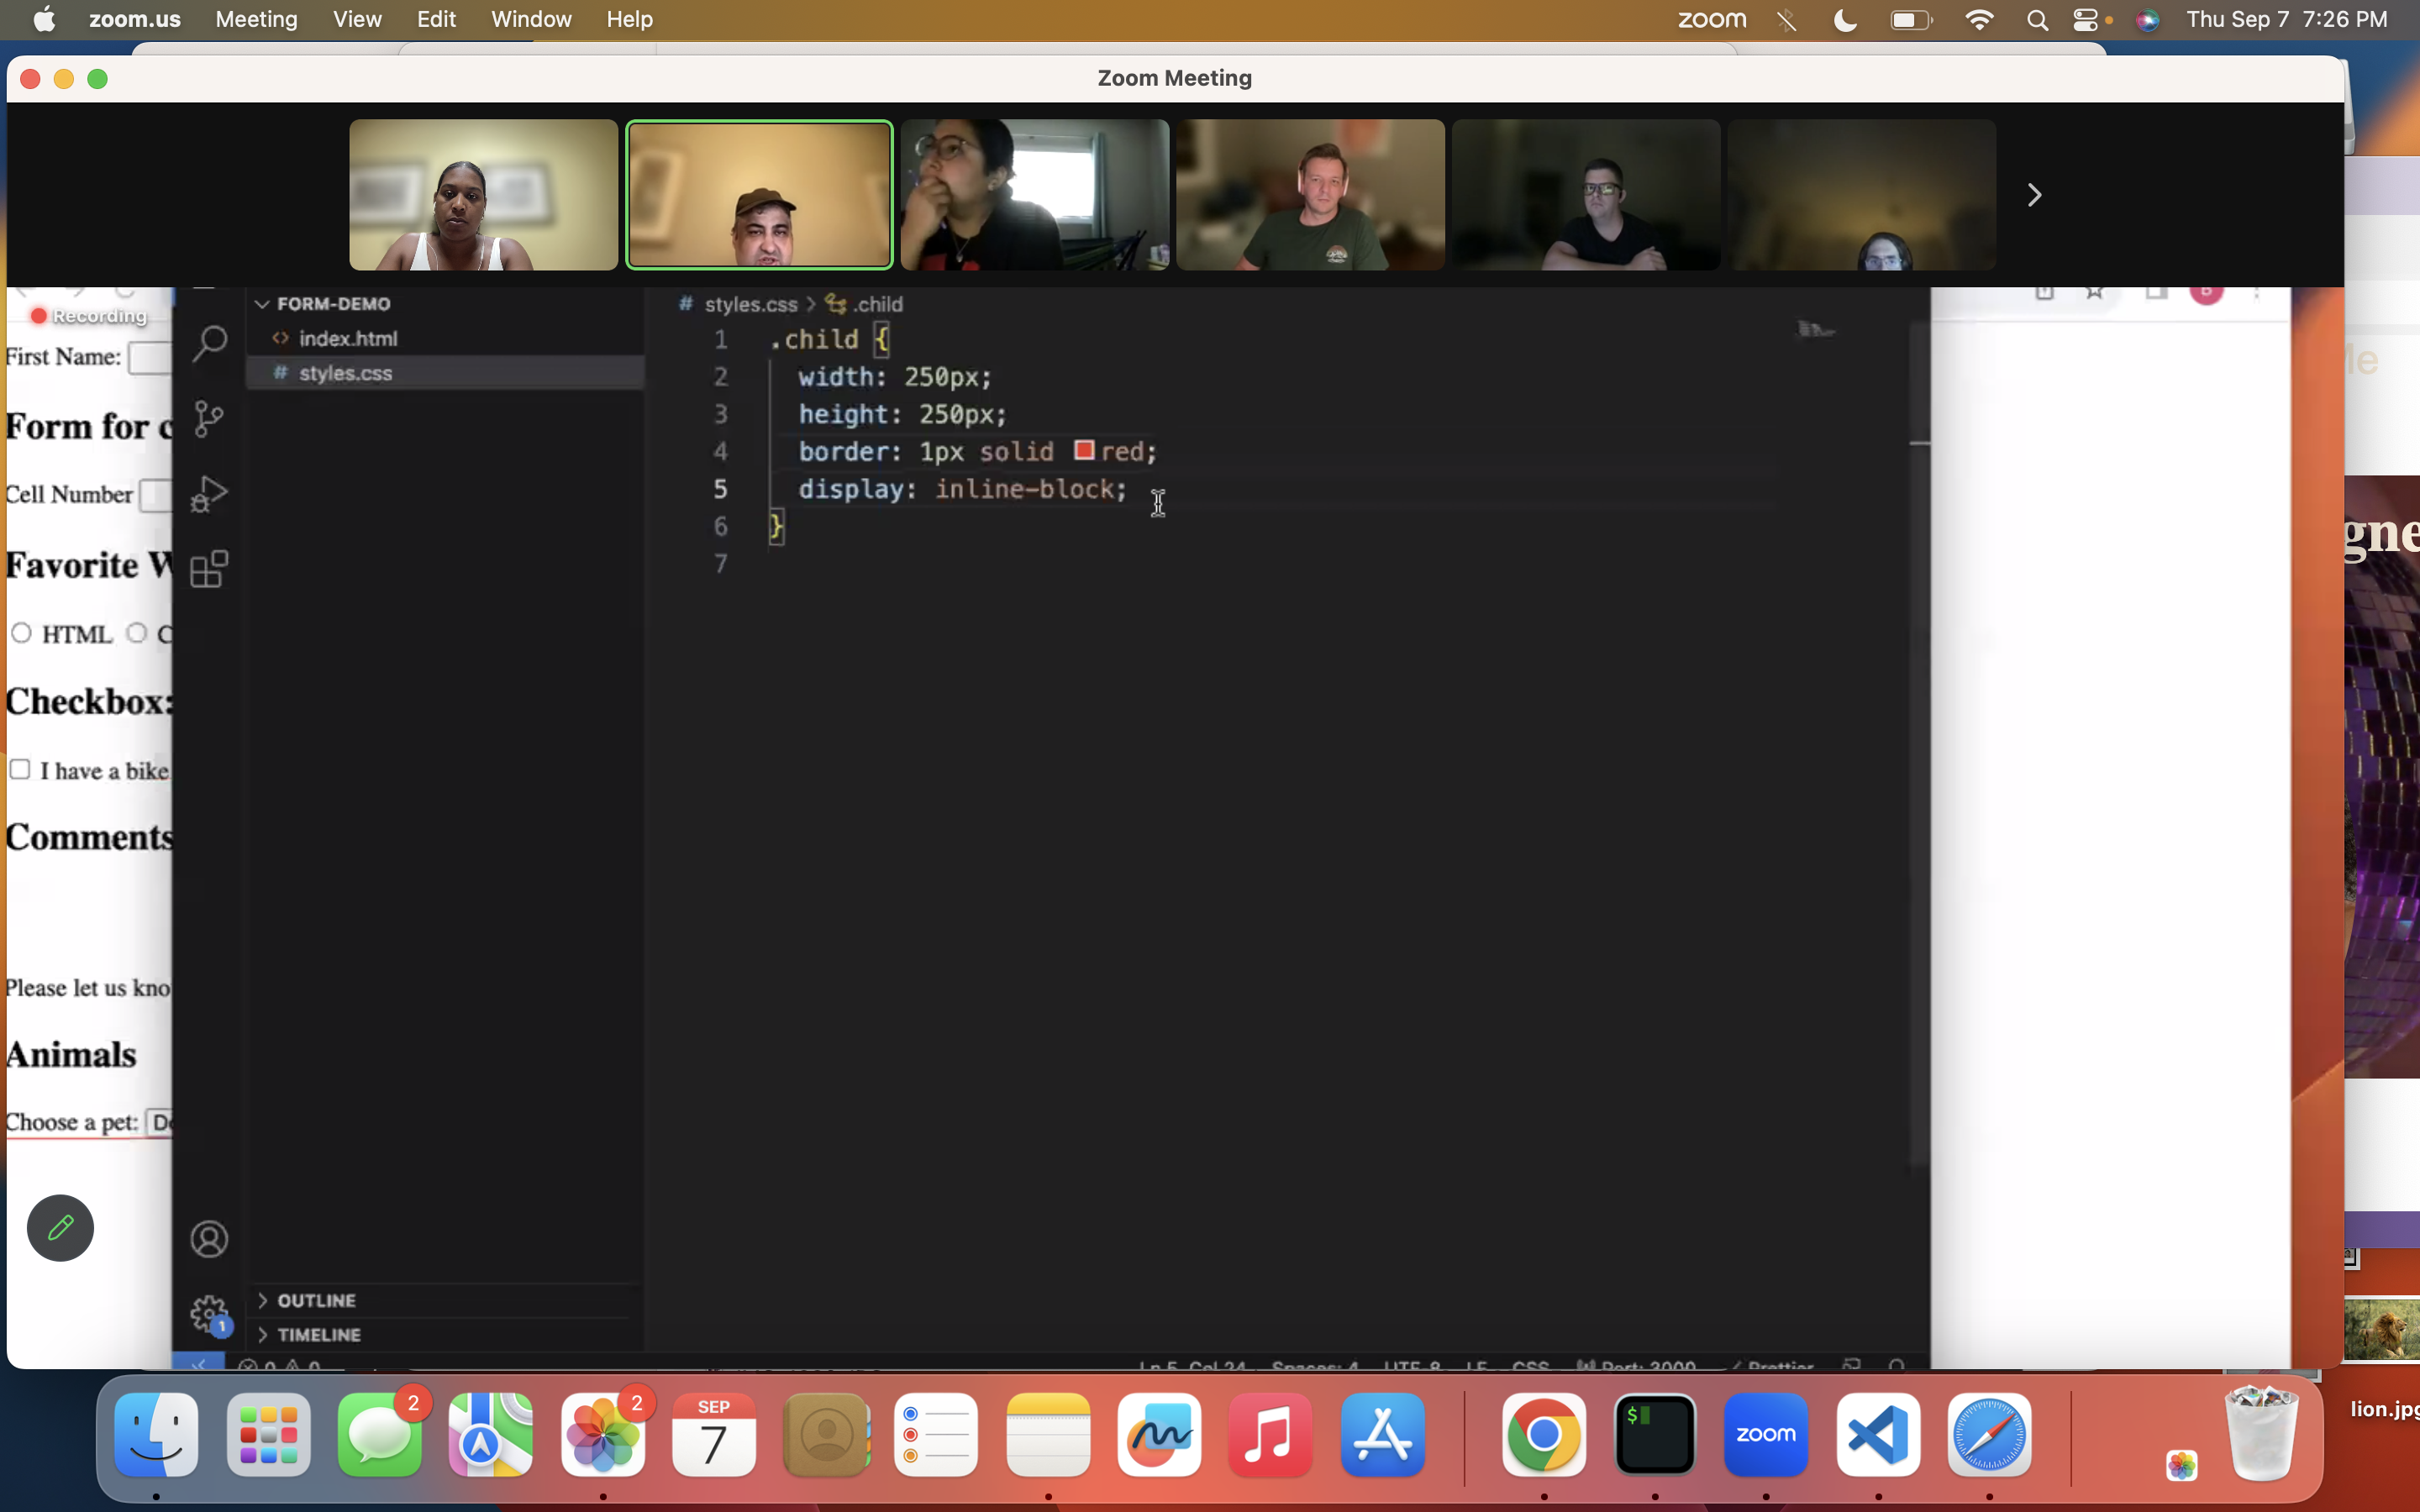 zoom.us Meeting View Edit Window Help
zoom
Thu Sep 7 7:26 PM
Zoom Meeting
Recording
First Name:
Form for c
Cell Number
Favorite W
HTML C
Checkbox:
I have a bike
Comments
Please let us kno
Animals
Choose a pet:
FORM-DEMO
index.html
# styles.css
OUTLINE
TIMELINE
1
# styles.css > .child
1 .child {
2 width: 250px;
3 height: 250px;
4 border: 1px solid red;
5 display: inline-block;
6 }
7
Ln 5, Col 24 Spaces: 4 UTF-8 LF CSS Port: 3000 Prettier
Me
gne
lion.jpg
2
2
SEP
7
$
zoom